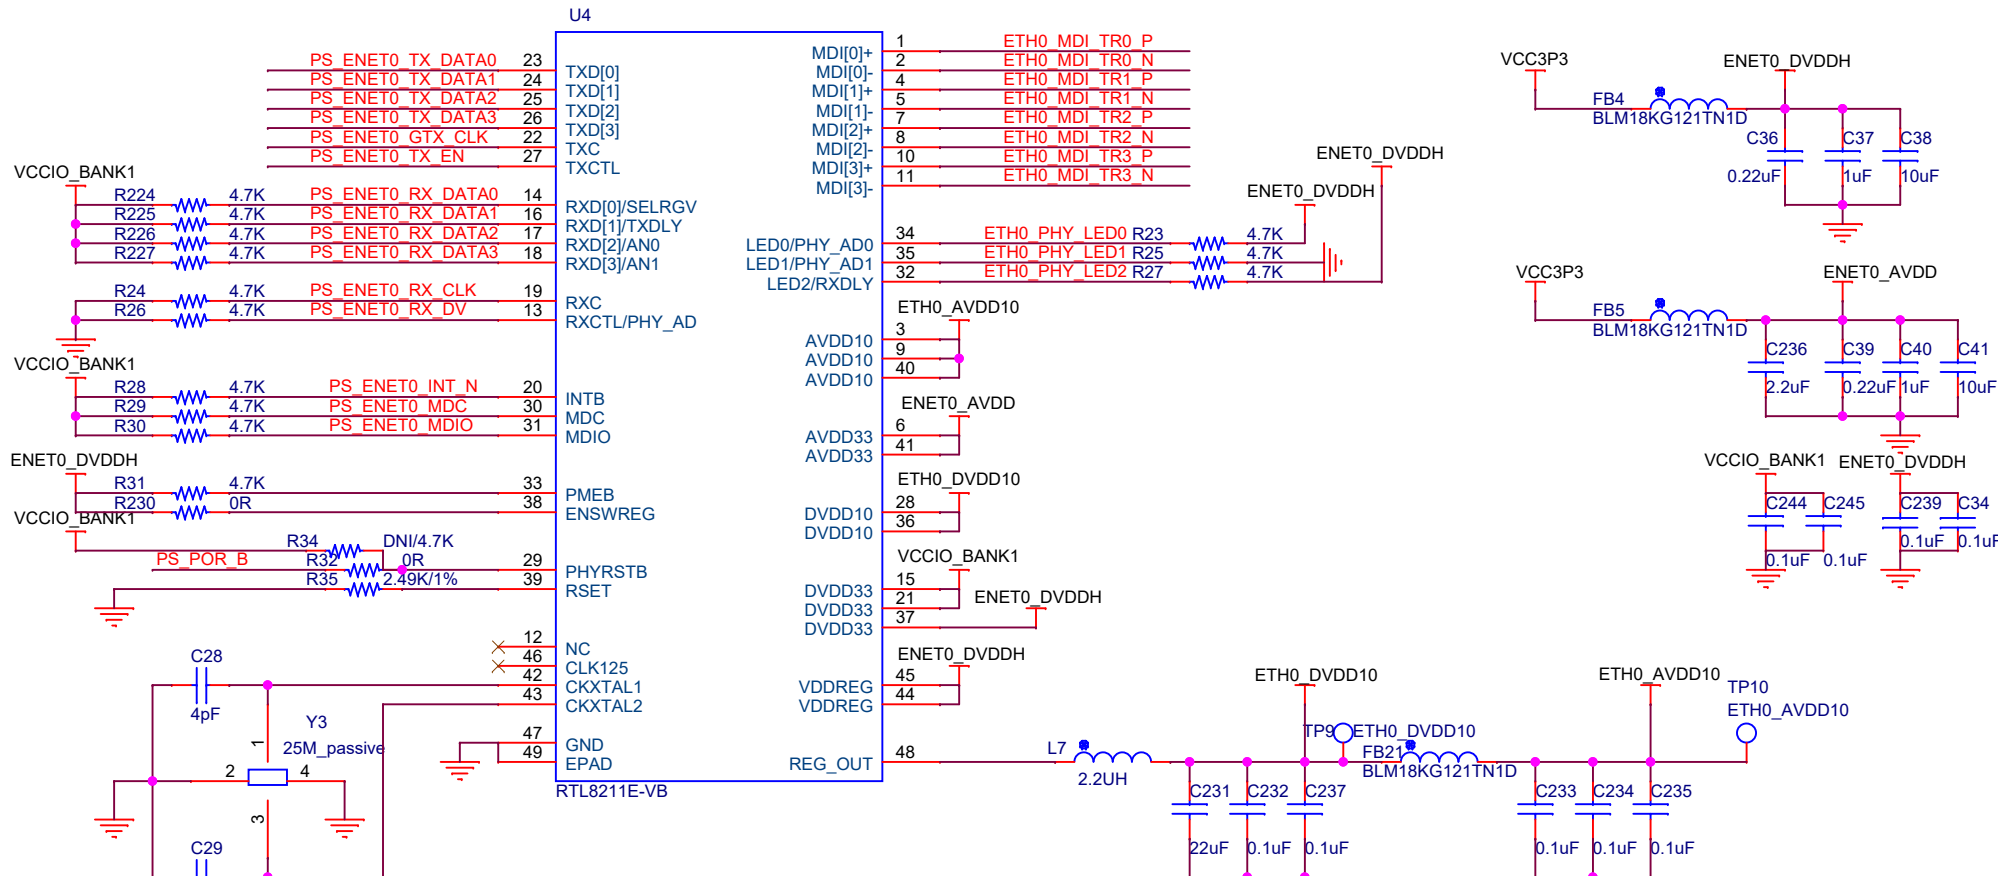 U4
PS_ENET0_TX_DATA0 23 TXD[0]
PS_ENET0_TX_DATA1 24 TXD[1]
PS_ENET0_TX_DATA2 25 TXD[2]
PS_ENET0_TX_DATA3 26 TXD[3]
PS_ENET0_GTX_CLK 22 TXC
PS_ENET0_TX_EN 27 TXCTL
VCCIO_BANK1
R224 4.7K PS_ENET0_RX_DATA0 14 RXD[0]/SELRGV
R225 4.7K PS_ENET0_RX_DATA1 16 RXD[1]/TXDLY
R226 4.7K PS_ENET0_RX_DATA2 17 RXD[2]/AN0
R227 4.7K PS_ENET0_RX_DATA3 18 RXD[3]/AN1
R24 4.7K PS_ENET0_RX_CLK 19 RXC
R26 4.7K PS_ENET0_RX_DV 13 RXCTL/PHY_AD
VCCIO_BANK1
R28 4.7K PS_ENET0_INT_N 20 INTB
R29 4.7K PS_ENET0_MDC 30 MDC
R30 4.7K PS_ENET0_MDIO 31 MDIO
ENET0_DVDDH
R31 4.7K 33 PMEB
R230 0R 38 ENSWREG
VCCIO_BANK1
R34 DNI/4.7K
PS_POR_B R32 0R 29 PHYRSTB
R35 2.49K/1% 39 RSET
12 NC
46 CLK125
42 CKXTAL1
43 CKXTAL2
47 GND
49 EPAD
C28
4pF
Y3
25M_passive
1
2
4
3
C29
RTL8211E-VB
MDI[0]+ 1 ETH0_MDI_TR0_P
MDI[0]- 2 ETH0_MDI_TR0_N
MDI[1]+ 4 ETH0_MDI_TR1_P
MDI[1]- 5 ETH0_MDI_TR1_N
MDI[2]+ 7 ETH0_MDI_TR2_P
MDI[2]- 8 ETH0_MDI_TR2_N
MDI[3]+ 10 ETH0_MDI_TR3_P
MDI[3]- 11 ETH0_MDI_TR3_N
ENET0_DVDDH
ENET0_DVDDH
LED0/PHY_AD0 34 ETH0_PHY_LED0 R23 4.7K
LED1/PHY_AD1 35 ETH0_PHY_LED1 R25 4.7K
LED2/RXDLY 32 ETH0_PHY_LED2 R27 4.7K
ETH0_AVDD10
AVDD10 3
AVDD10 9
AVDD10 40
ENET0_AVDD
AVDD33 6
AVDD33 41
ETH0_DVDD10
DVDD10 28
DVDD10 36
VCCIO_BANK1
DVDD33 15
DVDD33 21
ENET0_DVDDH
DVDD33 37
ENET0_DVDDH
VDDREG 45
VDDREG 44
REG_OUT 48
L7
2.2UH
ETH0_DVDD10
TP9 ETH0_DVDD10
FB21
BLM18KG121TN1D
ETH0_AVDD10
TP10
ETH0_AVDD10
C231 C232 C237
22uF 0.1uF 0.1uF
C233 C234 C235
0.1uF 0.1uF 0.1uF
VCC3P3 ENET0_DVDDH
FB4
BLM18KG121TN1D
C36 C37 C38
0.22uF 1uF 10uF
VCC3P3 ENET0_AVDD
FB5
BLM18KG121TN1D
C236 C39 C40 C41
2.2uF 0.22uF 1uF 10uF
VCCIO_BANK1 ENET0_DVDDH
C244 C245 C239 C34
0.1uF 0.1uF 0.1uF 0.1uF